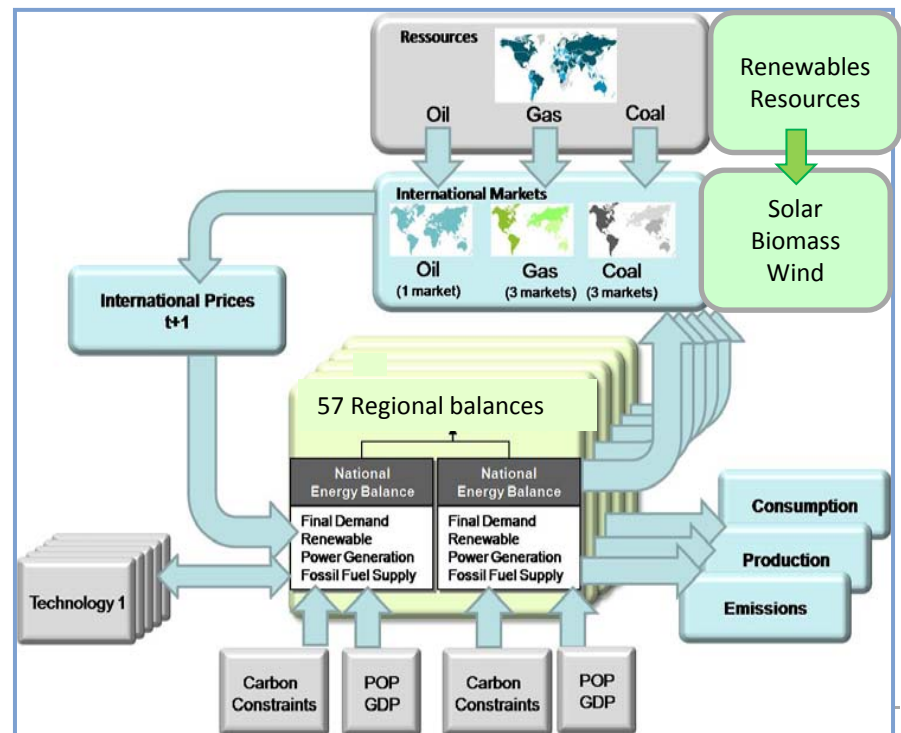 Ressources
Oil
Gas
Coal
Renewables
Resources
International Markets
Oil
(1 market)
Gas
(3 markets)
Coal
(3 markets)
Solar
Biomass
Wind
International Prices
t+1
57 Regional balances
National
Energy Balance
Final Demand
Renewable
Power Generation
Fossil Fuel Supply
National
Energy Balance
Final Demand
Renewable
Power Generation
Fossil Fuel Supply
Consumption
Production
Emissions
Technology 1
Carbon
Constraints
POP
GDP
Carbon
Constraints
POP
GDP